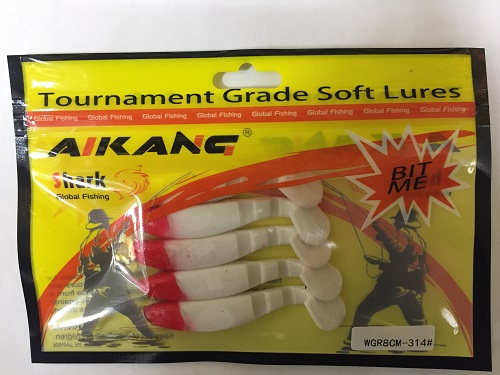 Tournament Grade Soft Lures
Global Fishing Global Fishing Global Fishing Global Fishing Global Fishing Global Fishing Global Fishing
AIKANG®
Shark
Global Fishing
BIT
ME
WGR8CM-314#